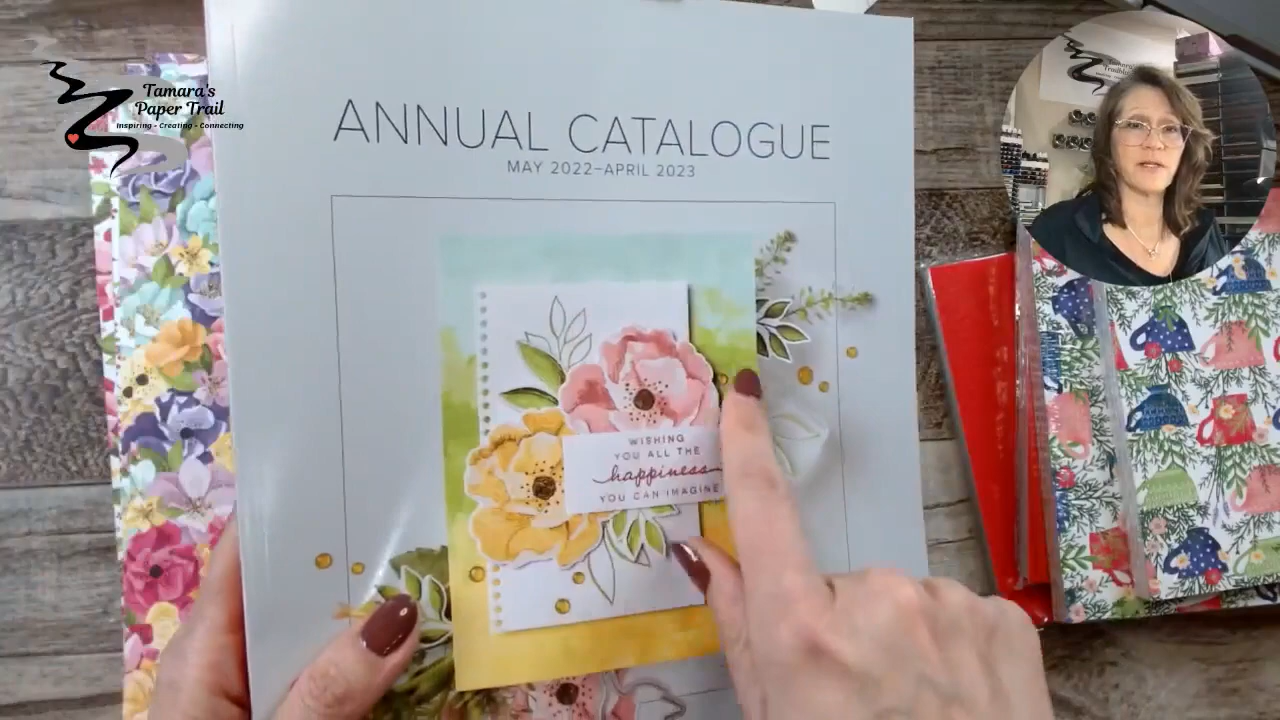 Tamara's
Paper Trail
Inspiring - Creating - Connecting
ANNUAL CATALOGUE
MAY 2022–APRIL 2023
WISHING
YOU ALL THE
happiness
YOU CAN IMAGINE